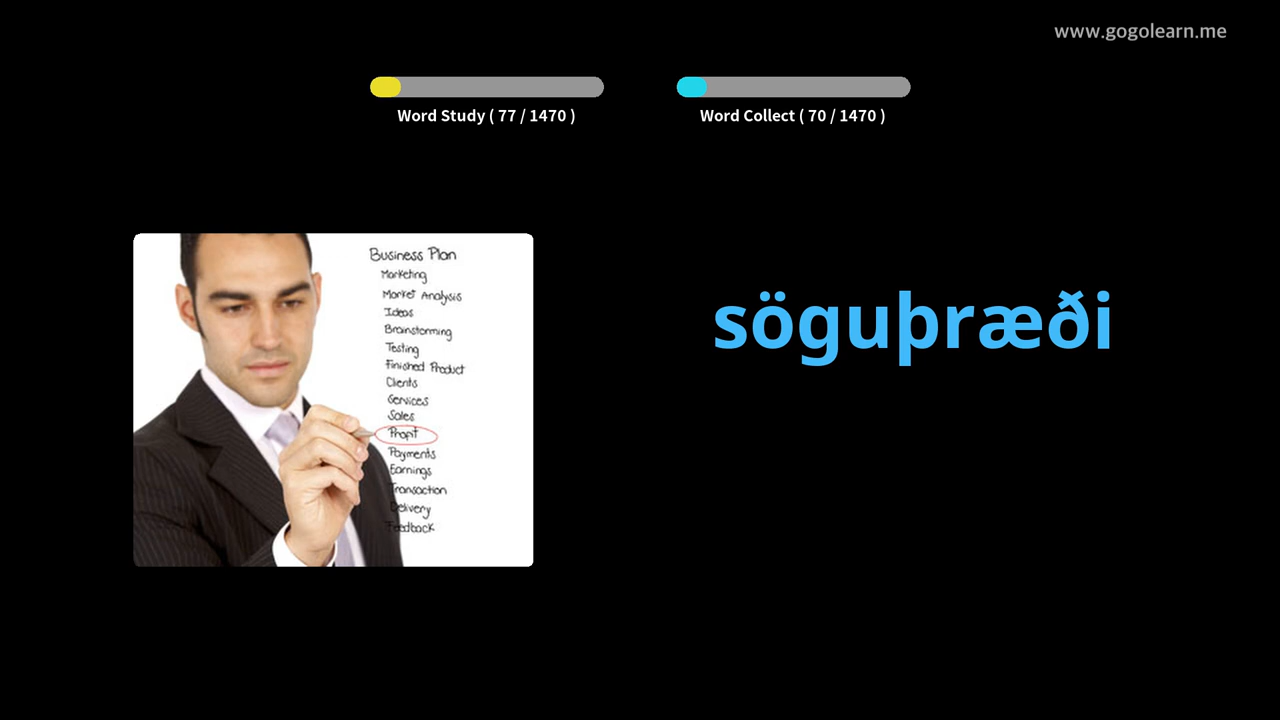 www.gogolearn.me
Word Study ( 77 / 1470 )
Word Collect ( 70 / 1470 )
Business Plan
Marketing
Market Analysis
Ideas
Brainstorming
Testing
Finished Product
Clients
Services
Sales
Profit
Payments
Earnings
Transaction
Delivery
Feedback
söguþræði